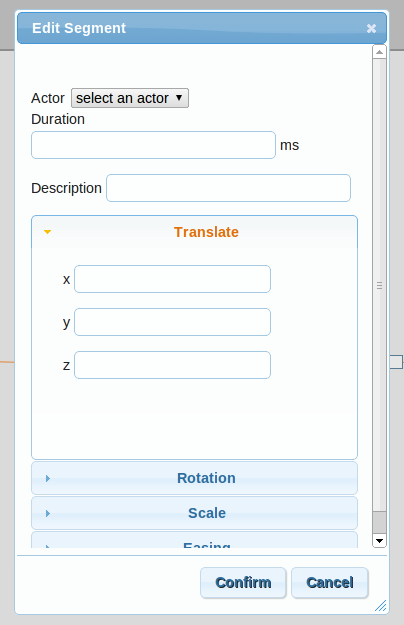 Edit Segment
Actor select an actor
Duration
ms
Description
Translate
x
y
z
Rotation
Scale
Easing
Confirm Cancel